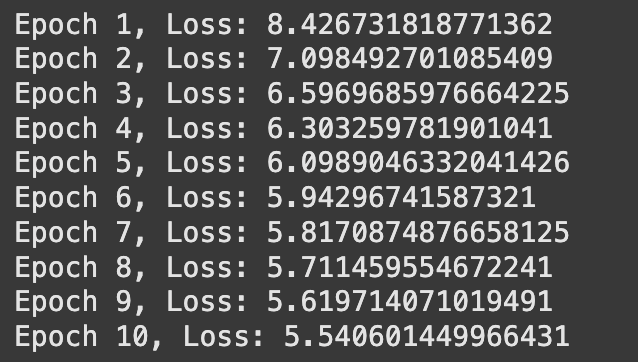 Epoch 1, Loss: 8.426731818771362
Epoch 2, Loss: 7.098492701085409
Epoch 3, Loss: 6.5969685976664225
Epoch 4, Loss: 6.303259781901041
Epoch 5, Loss: 6.0989046332041426
Epoch 6, Loss: 5.94296741587321
Epoch 7, Loss: 5.8170874876658125
Epoch 8, Loss: 5.711459554672241
Epoch 9, Loss: 5.619714071019491
Epoch 10, Loss: 5.540601449966431